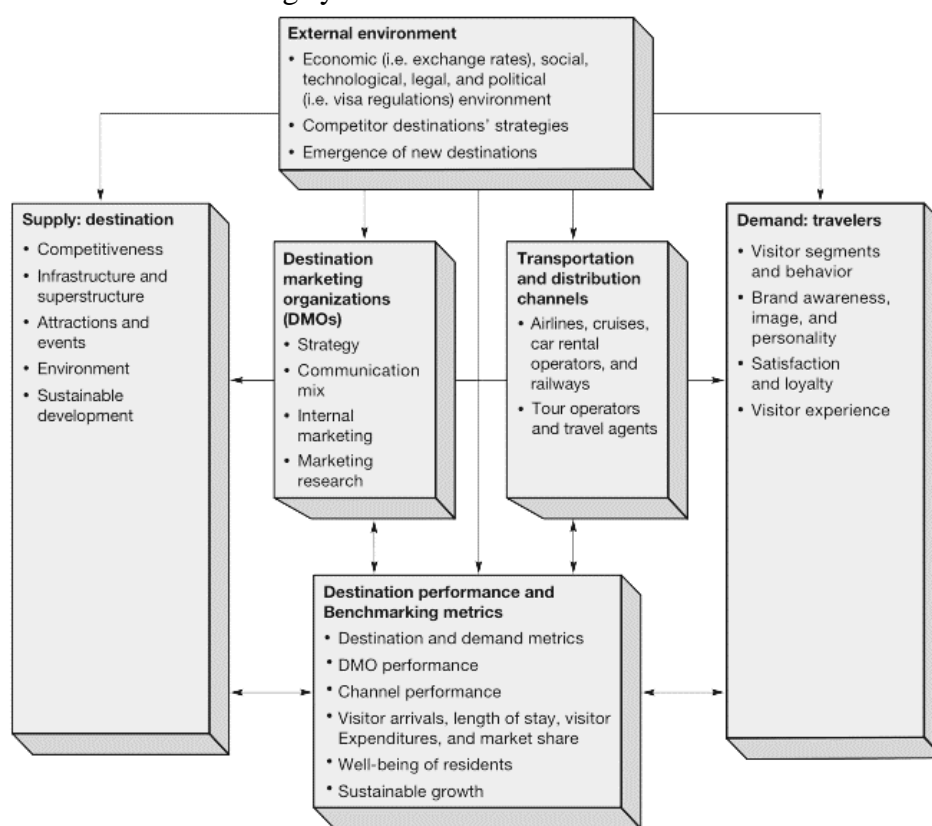 External environment
• Economic (i.e. exchange rates), social,
technological, legal, and political
(i.e. visa regulations) environment
• Competitor destinations' strategies
• Emergence of new destinations
Supply: destination
• Competitiveness
• Infrastructure and
superstructure
• Attractions and
events
• Environment
• Sustainable
development
Destination
marketing
organizations
(DMOs)
• Strategy
• Communication
mix
• Internal
marketing
• Marketing
research
Transportation
and distribution
channels
• Airlines, cruises,
car rental
operators, and
railways
• Tour operators
and travel agents
Demand: travelers
• Visitor segments
and behavior
• Brand awareness,
image, and
personality
• Satisfaction
and loyalty
• Visitor experience
Destination performance and
Benchmarking metrics
• Destination and demand metrics
• DMO performance
• Channel performance
• Visitor arrivals, length of stay, visitor
Expenditures, and market share
• Well-being of residents
• Sustainable growth